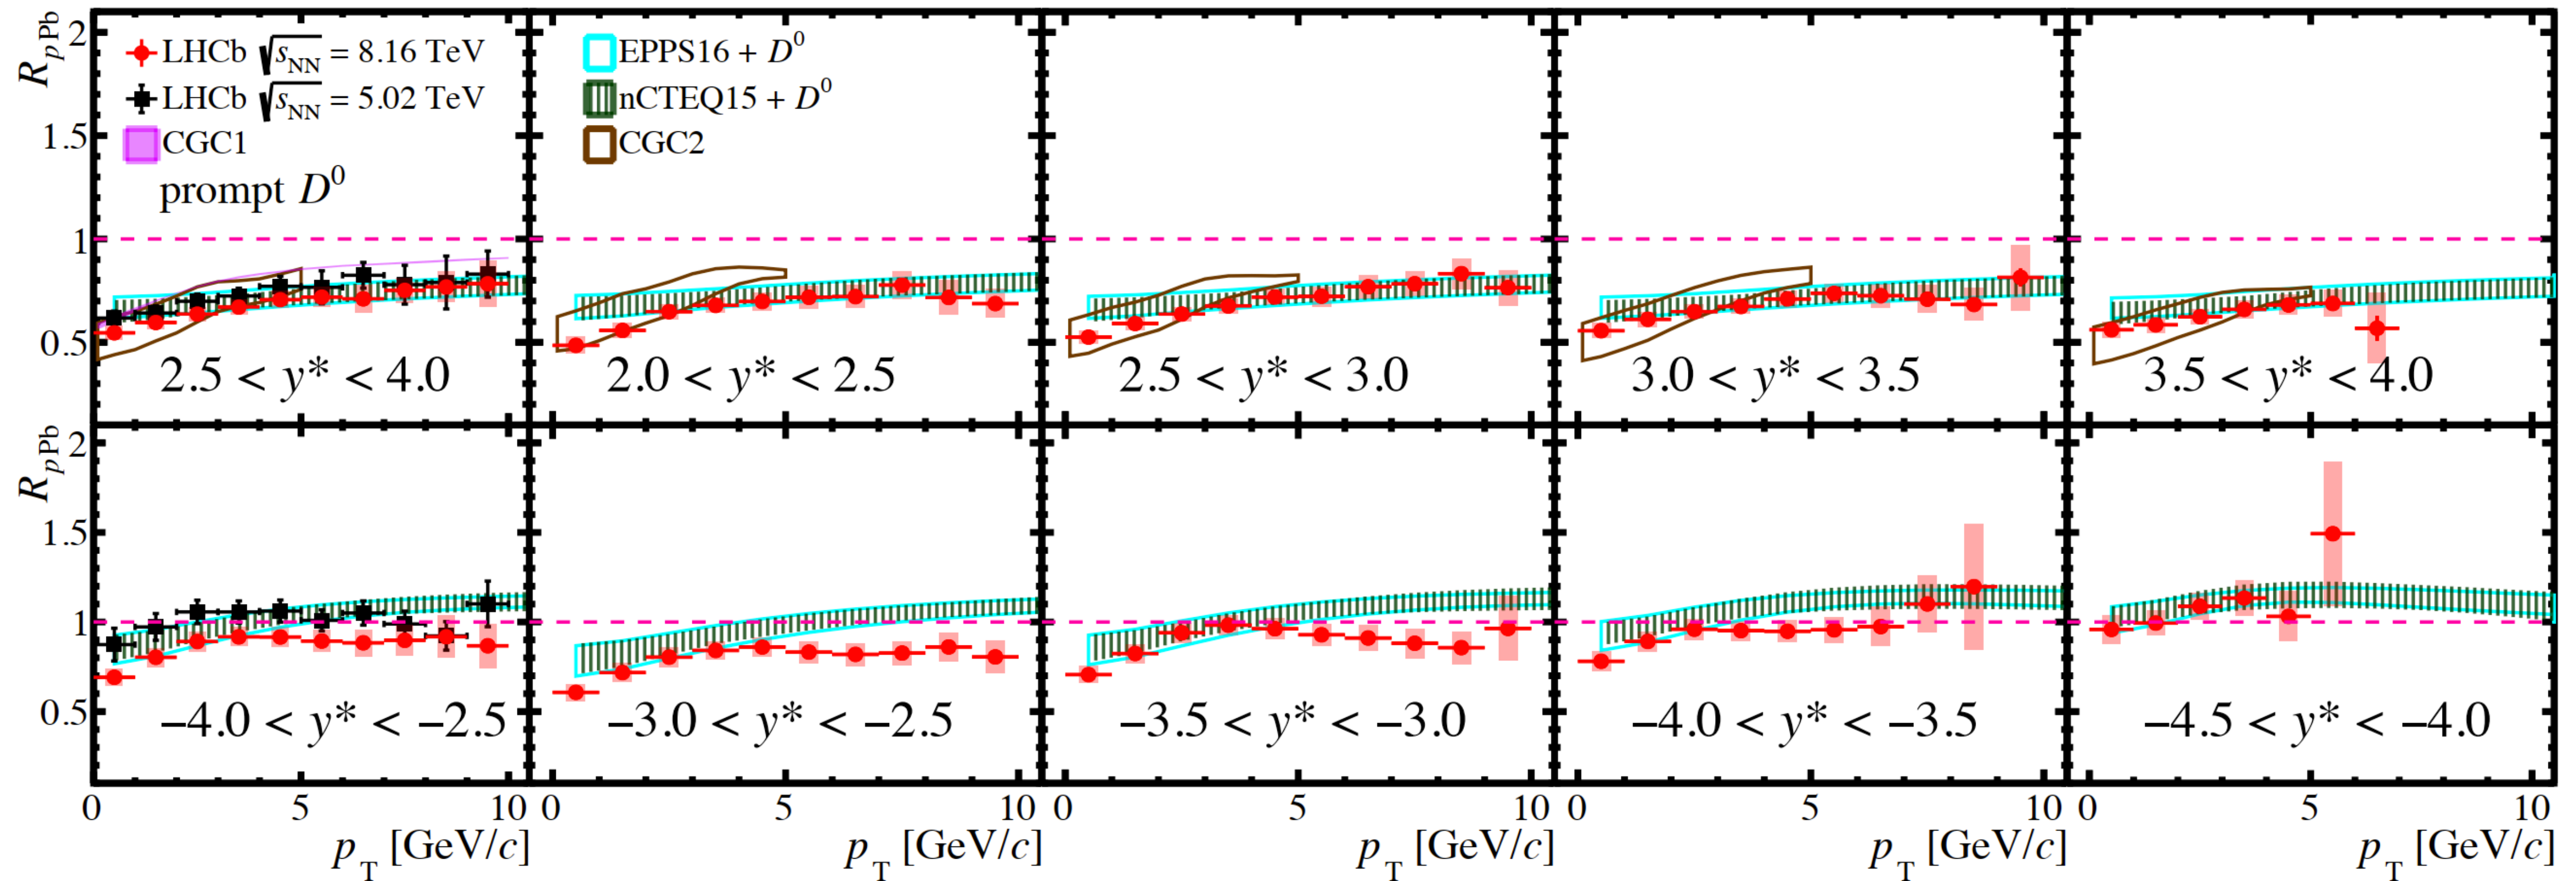 R_pPb
2
1.5
1
0.5
LHCb √s_NN = 8.16 TeV
LHCb √s_NN = 5.02 TeV
CGC1
prompt D⁰
EPPS16 + D⁰
nCTEQ15 + D⁰
CGC2
2.5 < y* < 4.0
2.0 < y* < 2.5
2.5 < y* < 3.0
3.0 < y* < 3.5
3.5 < y* < 4.0
R_pPb
2
1.5
1
0.5
−4.0 < y* < −2.5
−3.0 < y* < −2.5
−3.5 < y* < −3.0
−4.0 < y* < −3.5
−4.5 < y* < −4.0
0 5 10 0 5 10 0 5 10 0 5 10 0 5 10
p_T [GeV/c] p_T [GeV/c] p_T [GeV/c] p_T [GeV/c] p_T [GeV/c]